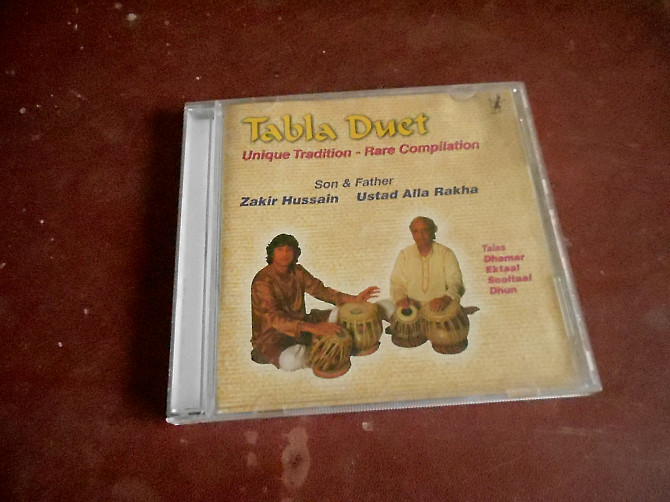 Tabla Duet
Unique Tradition - Rare Compilation
Son & Father
Zakir Hussain Ustad Alla Rakha
Talas
Dhamar
Ektaal
Sooltaal
Dhun